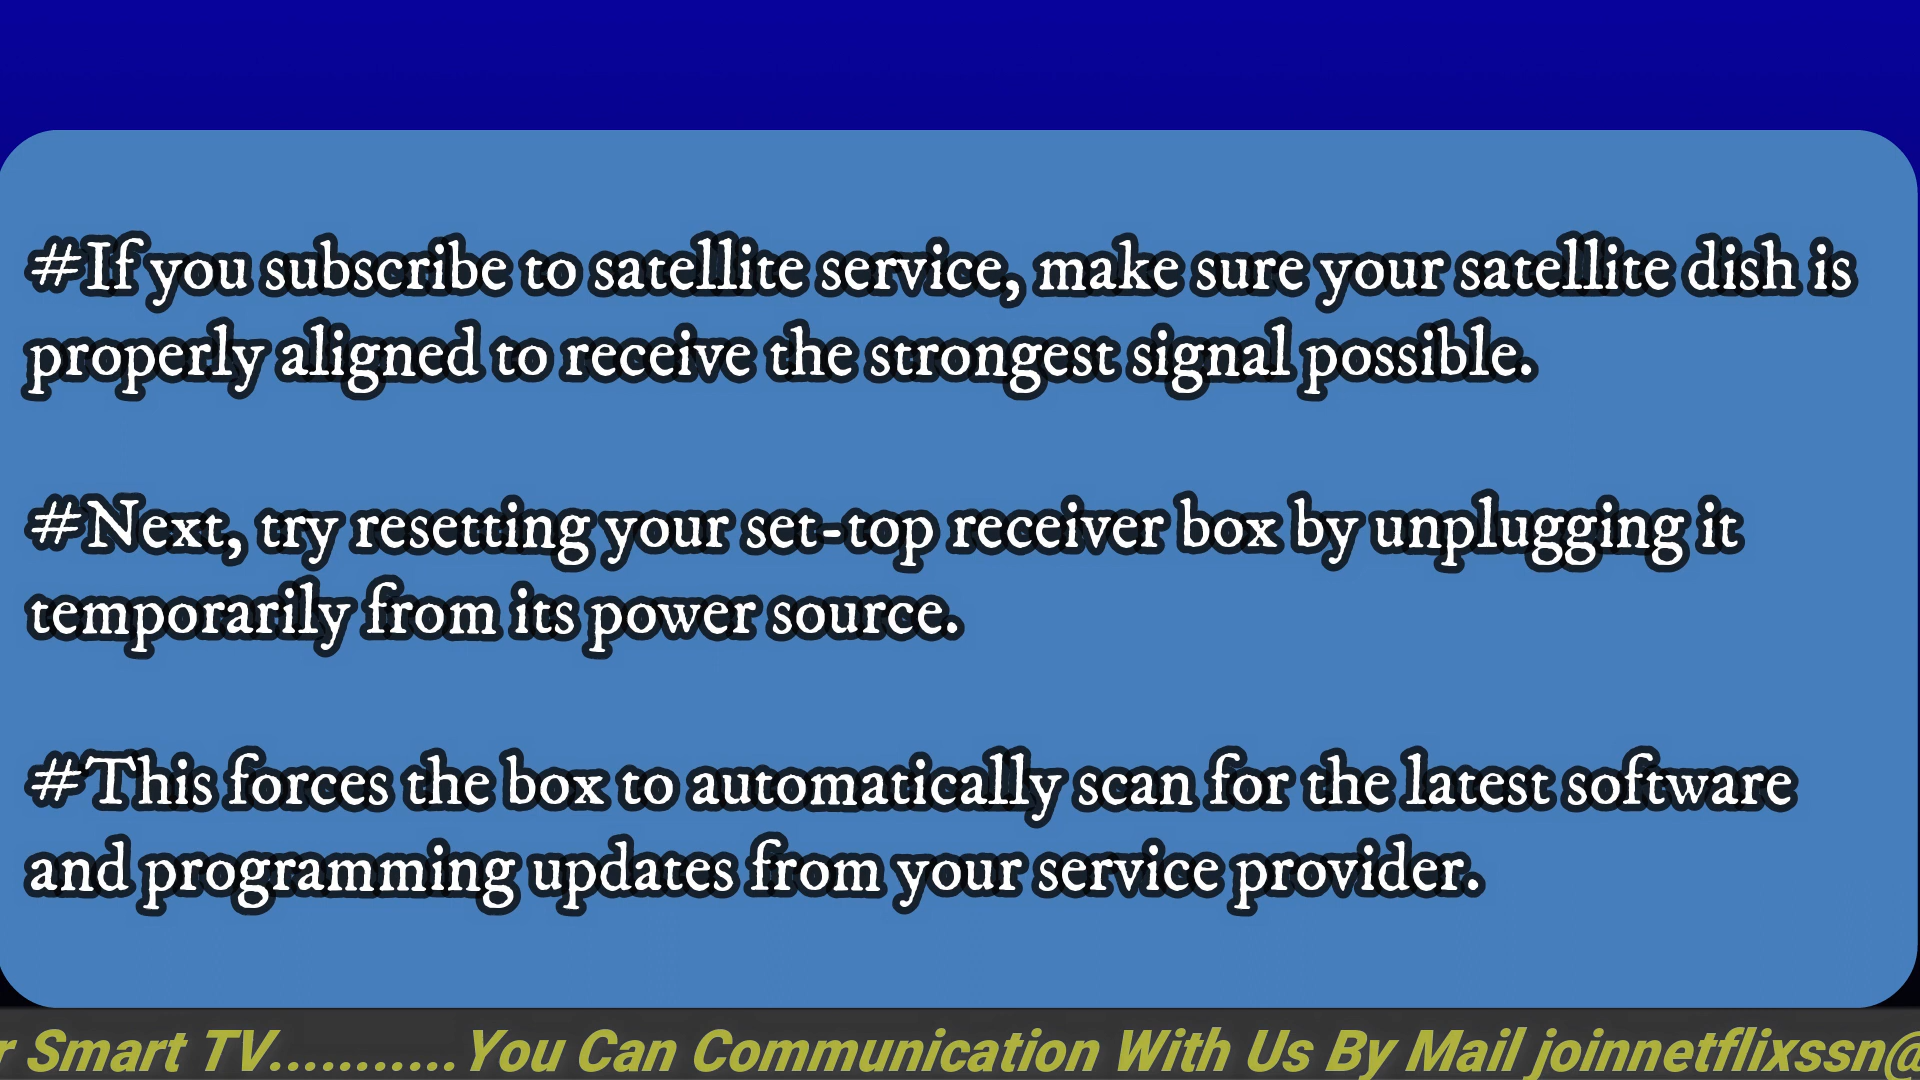 #If you subscribe to satellite service, make sure your satellite dish is
properly aligned to receive the strongest signal possible.
#Next, try resetting your set-top receiver box by unplugging it
temporarily from its power source.
#This forces the box to automatically scan for the latest software
and programming updates from your service provider.
r Smart TV...........You Can Communication With Us By Mail joinnetflixssn@